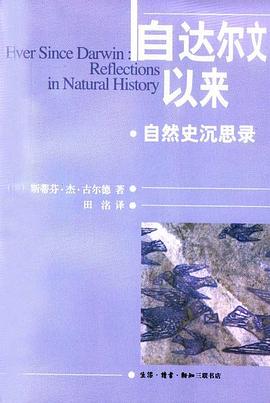 Ever Since Darwin:
Reflections
in Natural History
自达尔文
以来
·自然史沉思录
斯蒂芬·杰·古尔德 著
田 洺 译
生活·读书·新知三联书店